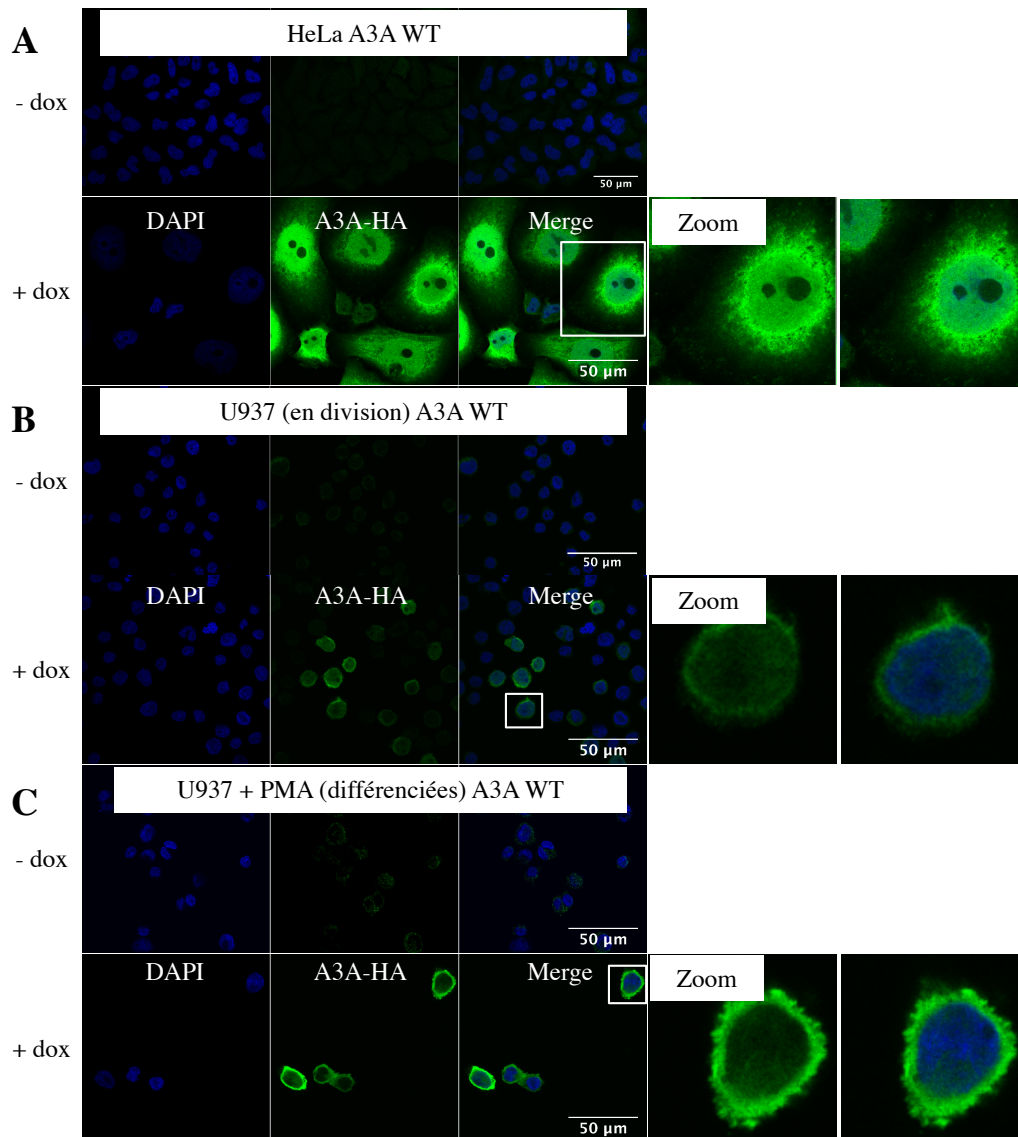 A
HeLa A3A WT
- dox
50 µm
DAPI
A3A-HA
Merge
Zoom
+ dox
50 µm
B
U937 (en division) A3A WT
- dox
50 µm
DAPI
A3A-HA
Merge
Zoom
+ dox
50 µm
C
U937 + PMA (différenciées) A3A WT
- dox
50 µm
DAPI
A3A-HA
Merge
Zoom
+ dox
50 µm